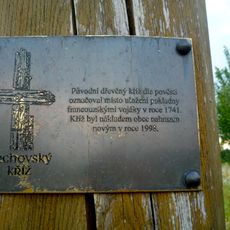 Původní dřevěný kříž dle pověsti
označoval místo uložení pokladny
francouzskými vojáky v roce 1741.
Kříž byl nákladem obce nahrazen
novým v roce 1998.
echovský
kříž